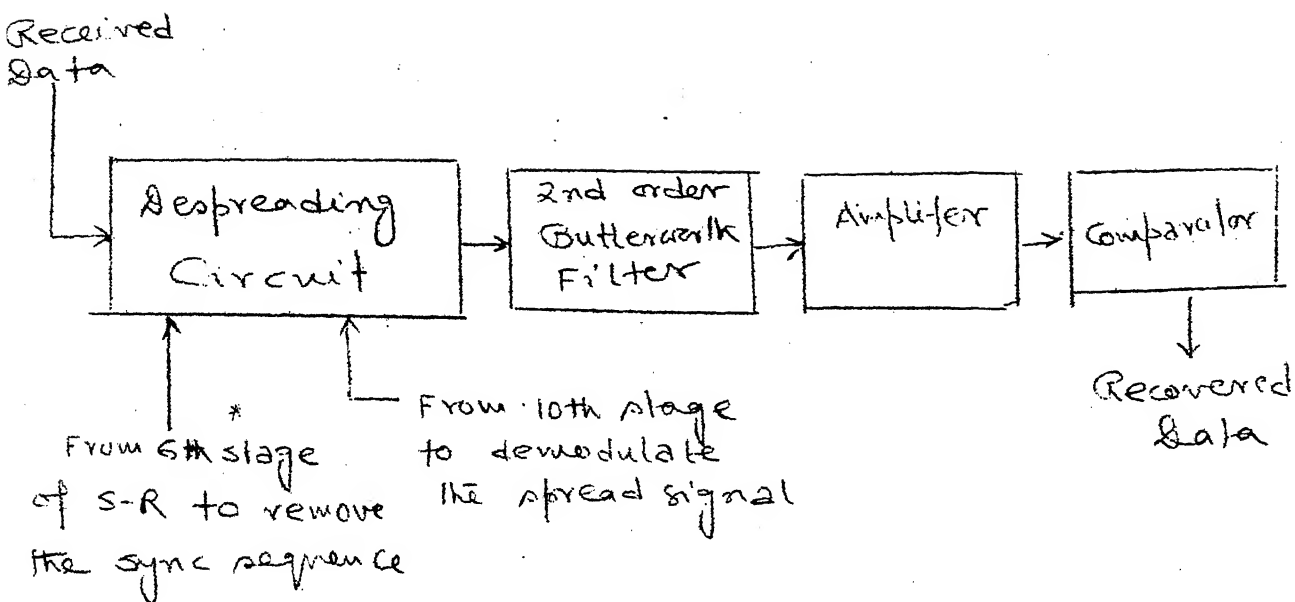 Received
Data
Despreading
Circuit
2nd order
Butterworth
Filter
Amplifer
Comparator
Recovered
Data
*
From 6th stage
of S-R to remove
the sync sequence
From 10th stage
to demodulate
the spread signal